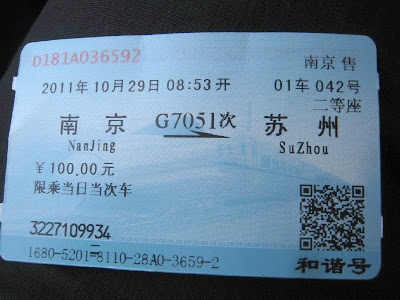 D181A036592 南京 售
2011年10月29日08:53开 01车 042号
二等座
南京 G7051次 苏州
NanJing SuZhou
￥100.00元
限乘当日当次车
3227109934
和谐号
1680-5201-8110-28A0-3659-2